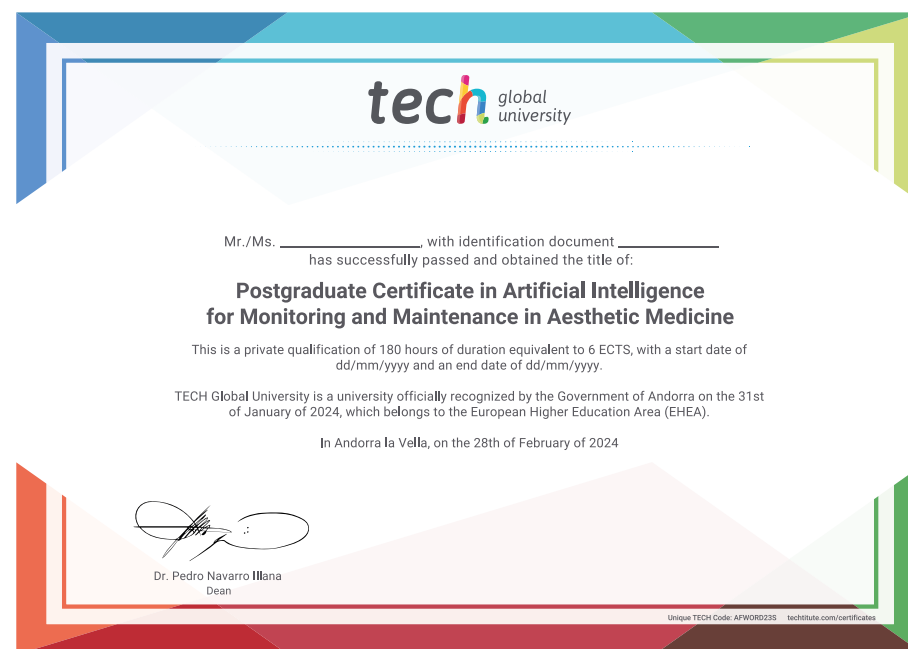 tech global university
Mr./Ms. ____________, with identification document ____________
has successfully passed and obtained the title of:
Postgraduate Certificate in Artificial Intelligence
for Monitoring and Maintenance in Aesthetic Medicine
This is a private qualification of 180 hours of duration equivalent to 6 ECTS, with a start date of
dd/mm/yyyy and an end date of dd/mm/yyyy.
TECH Global University is a university officially recognized by the Government of Andorra on the 31st
of January of 2024, which belongs to the European Higher Education Area (EHEA).
In Andorra la Vella, on the 28th of February of 2024
Dr. Pedro Navarro Illana
Dean
Unique TECH Code: AFWORD23S techtitute.com/certificates